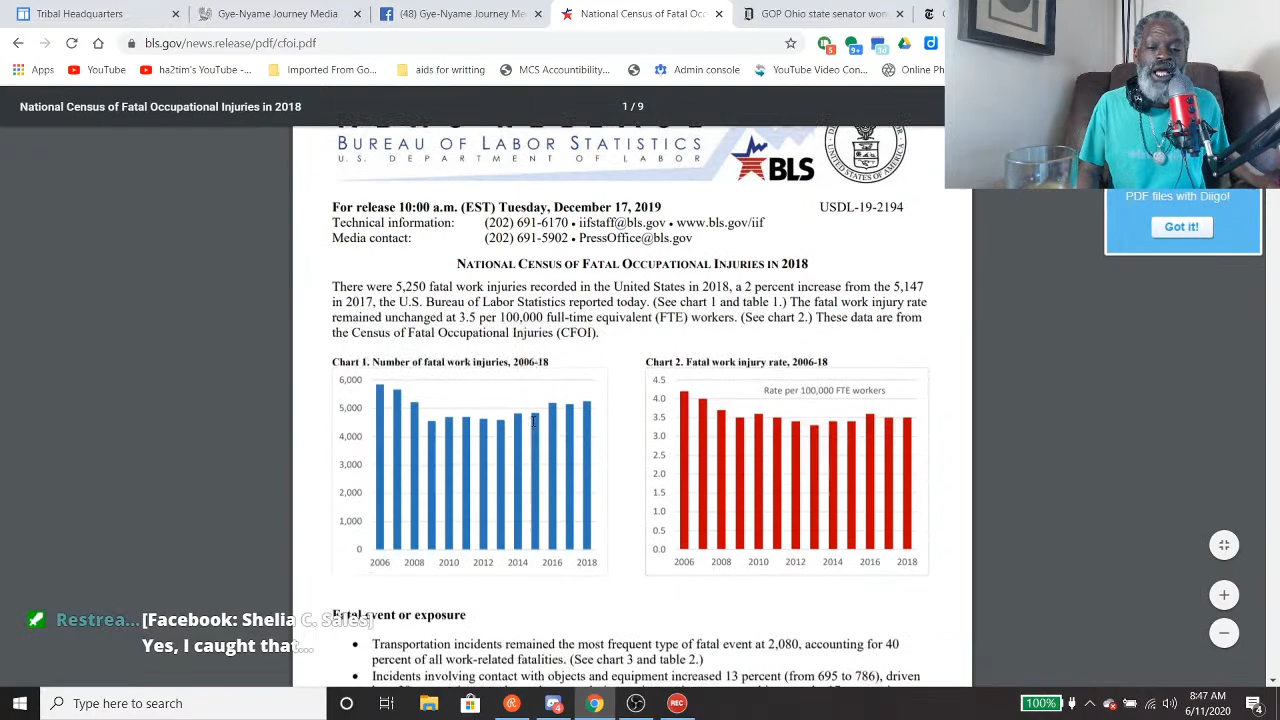 Tribal Hardwarehouse
Gye-Nyama Journey Me
(48) Gye-Nyame Journey Med
National Census of Fatal Occ
GOP Ohio state senator won
bls.gov/news.release/pdf/cfoi.pdf
5
9+
3d
Apps
YouTube
ha2tim@YouTube -...
Imported From Go...
aids for learning
MCS Accountibility...
Admin console
YouTube Video Con...
Online Ph
National Census of Fatal Occupational Injuries in 2018
1 / 9
BUREAU OF LABOR STATISTICS
U. S. DEPARTMENT OF LABOR
BLS
PDF files with Diigo!
Got it!
For release 10:00 a.m. (EST) Tuesday, December 17, 2019
USDL-19-2194
Technical information: (202) 691-6170 • iifstaff@bls.gov • www.bls.gov/iif
Media contact: (202) 691-5902 • PressOffice@bls.gov
NATIONAL CENSUS OF FATAL OCCUPATIONAL INJURIES IN 2018
There were 5,250 fatal work injuries recorded in the United States in 2018, a 2 percent increase from the 5,147
in 2017, the U.S. Bureau of Labor Statistics reported today. (See chart 1 and table 1.) The fatal work injury rate
remained unchanged at 3.5 per 100,000 full-time equivalent (FTE) workers. (See chart 2.) These data are from
the Census of Fatal Occupational Injuries (CFOI).
Chart 1. Number of fatal work injuries, 2006-18
6,000
5,000
4,000
3,000
2,000
1,000
0
2006 2008 2010 2012 2014 2016 2018
Chart 2. Fatal work injury rate, 2006-18
Rate per 100,000 FTE workers
4.5
4.0
3.5
3.0
2.5
2.0
1.5
1.0
0.5
0.0
2006 2008 2010 2012 2014 2016 2018
Fatal event or exposure
Restrea... [Facebook: Shelia C. Sales]
Yes, I caught that...
• Transportation incidents remained the most frequent type of fatal event at 2,080, accounting for 40
percent of all work-related fatalities. (See chart 3 and table 2.)
• Incidents involving contact with objects and equipment increased 13 percent (from 695 to 786), driven
Type here to search
REC
100%
8:47 AM
6/11/2020